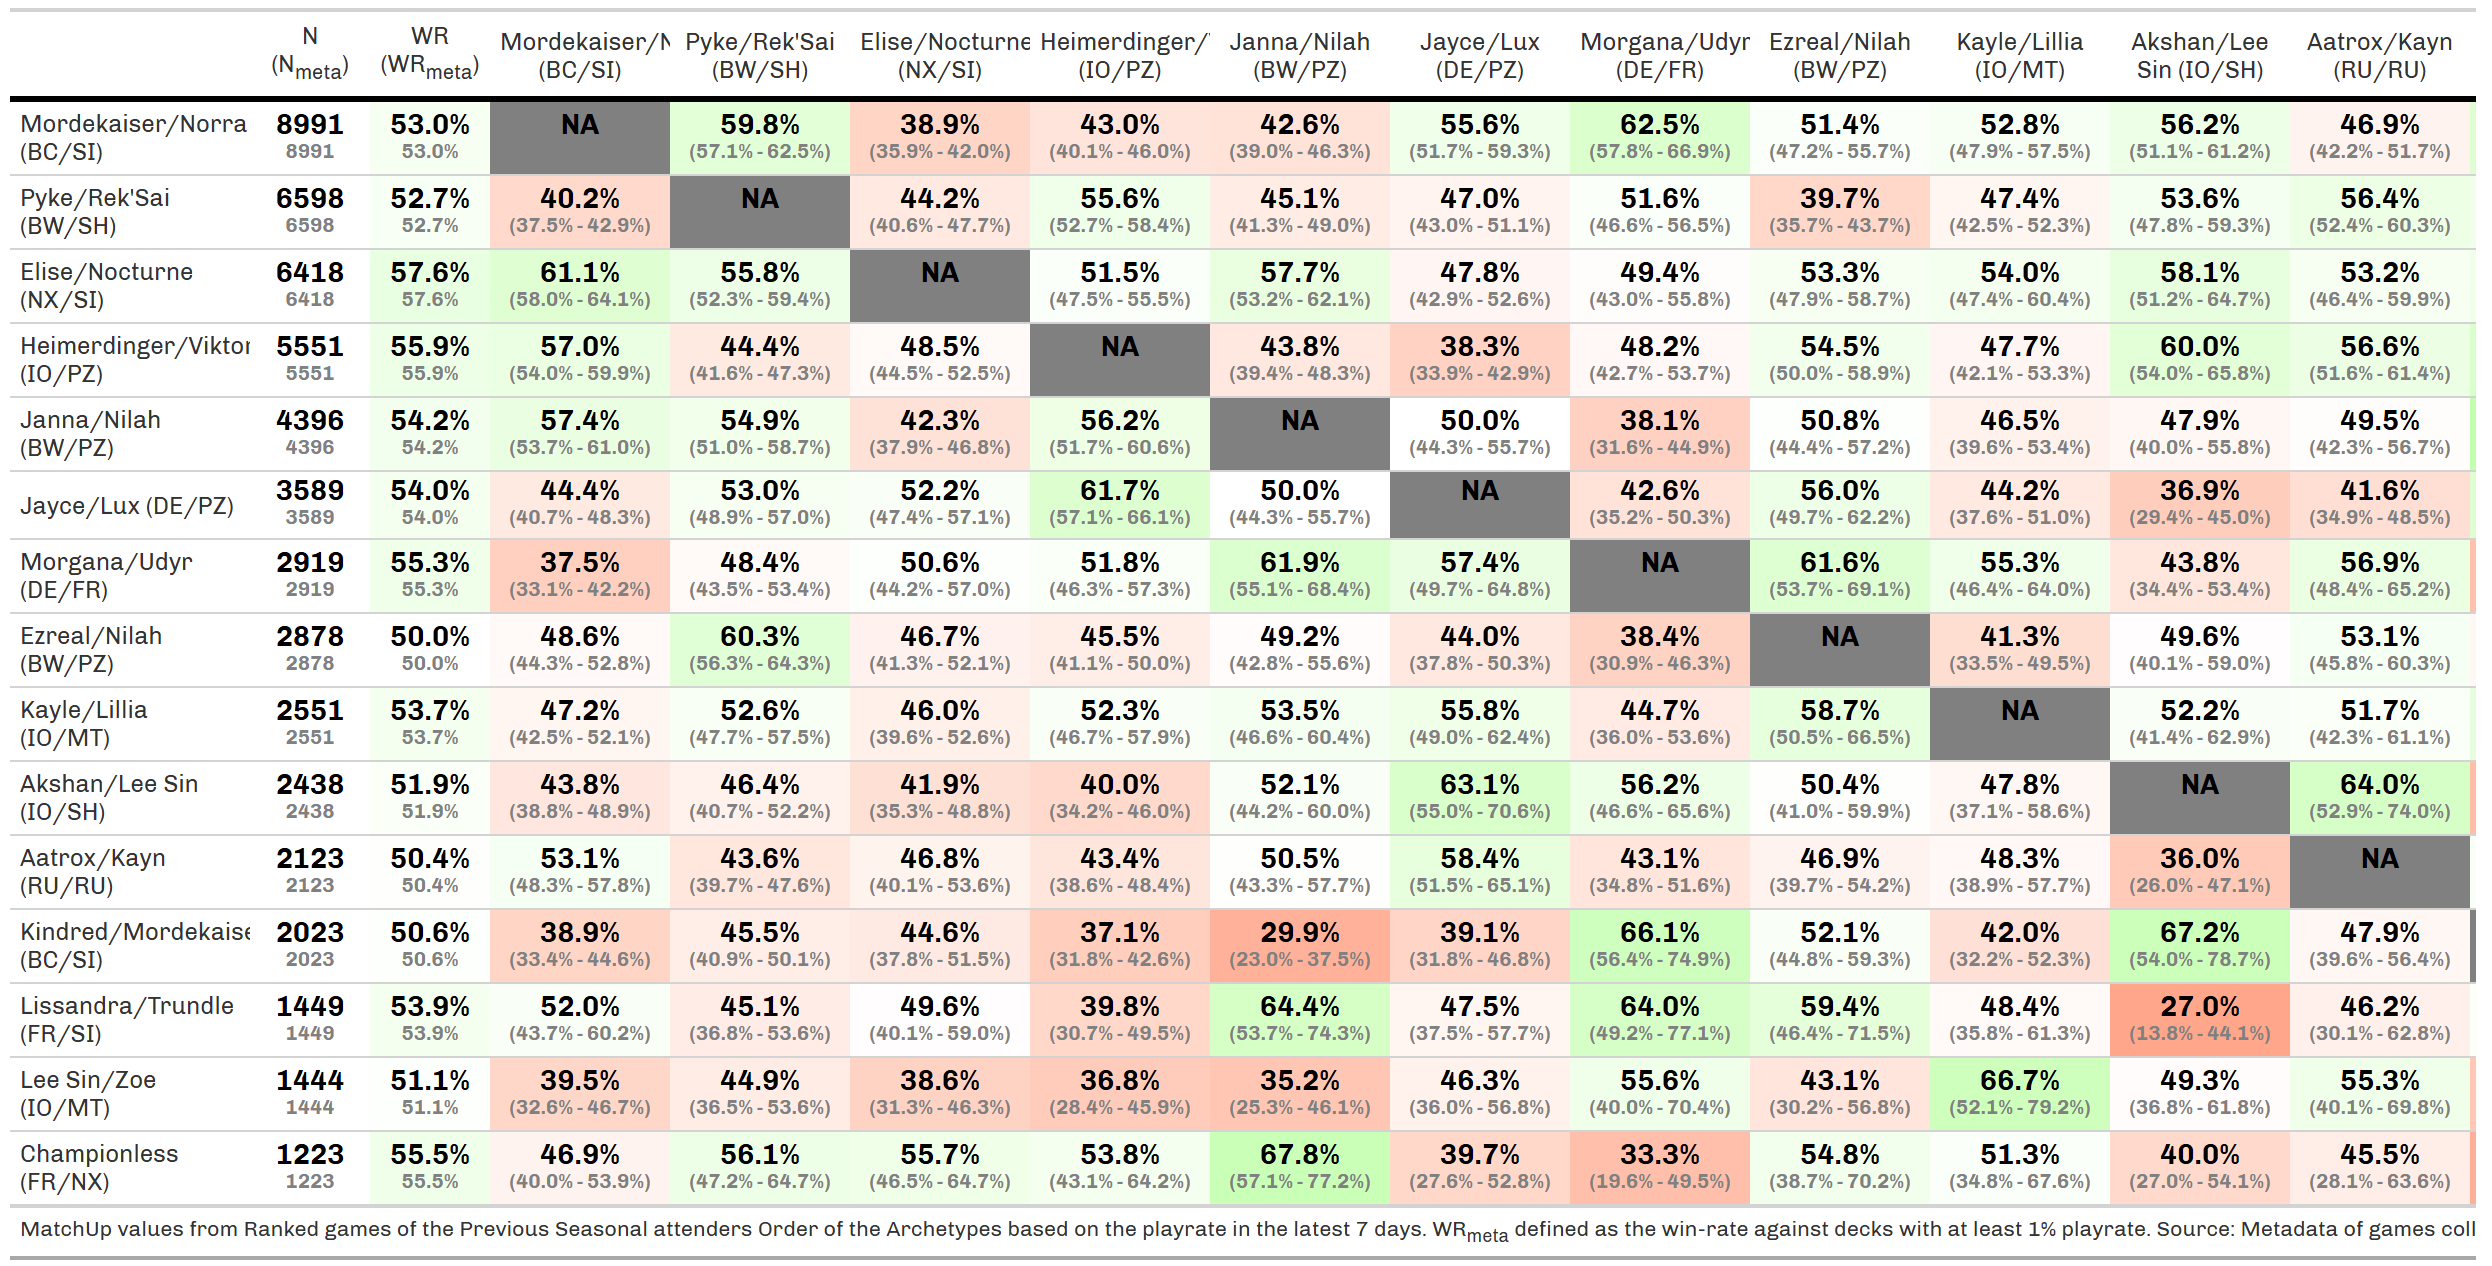 N WR Mordekaiser/N Pyke/Rek'Sai Elise/Nocturne Heimerdinger/ Janna/Nilah Jayce/Lux Morgana/Udyr Ezreal/Nilah Kayle/Lillia Akshan/Lee Aatrox/Kayn
(Nmeta) (WRmeta) (BC/SI) (BW/SH) (NX/SI) (IO/PZ) (BW/PZ) (DE/PZ) (DE/FR) (BW/PZ) (IO/MT) Sin (IO/SH) (RU/RU)
Mordekaiser/Norra 8991 53.0% NA 59.8% 38.9% 43.0% 42.6% 55.6% 62.5% 51.4% 52.8% 56.2% 46.9%
(BC/SI) 8991 53.0% (57.1% - 62.5%) (35.9% - 42.0%) (40.1% - 46.0%) (39.0% - 46.3%) (51.7% - 59.3%) (57.8% - 66.9%) (47.2% - 55.7%) (47.9% - 57.5%) (51.1% - 61.2%) (42.2% - 51.7%)
Pyke/Rek'Sai 6598 52.7% 40.2% NA 44.2% 55.6% 45.1% 47.0% 51.6% 39.7% 47.4% 53.6% 56.4%
(BW/SH) 6598 52.7% (37.5% - 42.9%) (40.6% - 47.7%) (52.7% - 58.4%) (41.3% - 49.0%) (43.0% - 51.1%) (46.6% - 56.5%) (35.7% - 43.7%) (42.5% - 52.3%) (47.8% - 59.3%) (52.4% - 60.3%)
Elise/Nocturne 6418 57.6% 61.1% 55.8% NA 51.5% 57.7% 47.8% 49.4% 53.3% 54.0% 58.1% 53.2%
(NX/SI) 6418 57.6% (58.0% - 64.1%) (52.3% - 59.4%) (47.5% - 55.5%) (53.2% - 62.1%) (42.9% - 52.6%) (43.0% - 55.8%) (47.9% - 58.7%) (47.4% - 60.4%) (51.2% - 64.7%) (46.4% - 59.9%)
Heimerdinger/Viktor 5551 55.9% 57.0% 44.4% 48.5% NA 43.8% 38.3% 48.2% 54.5% 47.7% 60.0% 56.6%
(IO/PZ) 5551 55.9% (54.0% - 59.9%) (41.6% - 47.3%) (44.5% - 52.5%) (39.4% - 48.3%) (33.9% - 42.9%) (42.7% - 53.7%) (50.0% - 58.9%) (42.1% - 53.3%) (54.0% - 65.8%) (51.6% - 61.4%)
Janna/Nilah 4396 54.2% 57.4% 54.9% 42.3% 56.2% NA 50.0% 38.1% 50.8% 46.5% 47.9% 49.5%
(BW/PZ) 4396 54.2% (53.7% - 61.0%) (51.0% - 58.7%) (37.9% - 46.8%) (51.7% - 60.6%) (44.3% - 55.7%) (31.6% - 44.9%) (44.4% - 57.2%) (39.6% - 53.4%) (40.0% - 55.8%) (42.3% - 56.7%)
Jayce/Lux (DE/PZ) 3589 54.0% 44.4% 53.0% 52.2% 61.7% 50.0% NA 42.6% 56.0% 44.2% 36.9% 41.6%
3589 54.0% (40.7% - 48.3%) (48.9% - 57.0%) (47.4% - 57.1%) (57.1% - 66.1%) (44.3% - 55.7%) (35.2% - 50.3%) (49.7% - 62.2%) (37.6% - 51.0%) (29.4% - 45.0%) (34.9% - 48.5%)
Morgana/Udyr 2919 55.3% 37.5% 48.4% 50.6% 51.8% 61.9% 57.4% NA 61.6% 55.3% 43.8% 56.9%
(DE/FR) 2919 55.3% (33.1% - 42.2%) (43.5% - 53.4%) (44.2% - 57.0%) (46.3% - 57.3%) (55.1% - 68.4%) (49.7% - 64.8%) (53.7% - 69.1%) (46.4% - 64.0%) (34.4% - 53.4%) (48.4% - 65.2%)
Ezreal/Nilah 2878 50.0% 48.6% 60.3% 46.7% 45.5% 49.2% 44.0% 38.4% NA 41.3% 49.6% 53.1%
(BW/PZ) 2878 50.0% (44.3% - 52.8%) (56.3% - 64.3%) (41.3% - 52.1%) (41.1% - 50.0%) (42.8% - 55.6%) (37.8% - 50.3%) (30.9% - 46.3%) (33.5% - 49.5%) (40.1% - 59.0%) (45.8% - 60.3%)
Kayle/Lillia 2551 53.7% 47.2% 52.6% 46.0% 52.3% 53.5% 55.8% 44.7% 58.7% NA 52.2% 51.7%
(IO/MT) 2551 53.7% (42.5% - 52.1%) (47.7% - 57.5%) (39.6% - 52.6%) (46.7% - 57.9%) (46.6% - 60.4%) (49.0% - 62.4%) (36.0% - 53.6%) (50.5% - 66.5%) (41.4% - 62.9%) (42.3% - 61.1%)
Akshan/Lee Sin 2438 51.9% 43.8% 46.4% 41.9% 40.0% 52.1% 63.1% 56.2% 50.4% 47.8% NA 64.0%
(IO/SH) 2438 51.9% (38.8% - 48.9%) (40.7% - 52.2%) (35.3% - 48.8%) (34.2% - 46.0%) (44.2% - 60.0%) (55.0% - 70.6%) (46.6% - 65.6%) (41.0% - 59.9%) (37.1% - 58.6%) (52.9% - 74.0%)
Aatrox/Kayn 2123 50.4% 53.1% 43.6% 46.8% 43.4% 50.5% 58.4% 43.1% 46.9% 48.3% 36.0% NA
(RU/RU) 2123 50.4% (48.3% - 57.8%) (39.7% - 47.6%) (40.1% - 53.6%) (38.6% - 48.4%) (43.3% - 57.7%) (51.5% - 65.1%) (34.8% - 51.6%) (39.7% - 54.2%) (38.9% - 57.7%) (26.0% - 47.1%)
Kindred/Mordekaise 2023 50.6% 38.9% 45.5% 44.6% 37.1% 29.9% 39.1% 66.1% 52.1% 42.0% 67.2% 47.9%
(BC/SI) 2023 50.6% (33.4% - 44.6%) (40.9% - 50.1%) (37.8% - 51.5%) (31.8% - 42.6%) (23.0% - 37.5%) (31.8% - 46.8%) (56.4% - 74.9%) (44.8% - 59.3%) (32.2% - 52.3%) (54.0% - 78.7%) (39.6% - 56.4%)
Lissandra/Trundle 1449 53.9% 52.0% 45.1% 49.6% 39.8% 64.4% 47.5% 64.0% 59.4% 48.4% 27.0% 46.2%
(FR/SI) 1449 53.9% (43.7% - 60.2%) (36.8% - 53.6%) (40.1% - 59.0%) (30.7% - 49.5%) (53.7% - 74.3%) (37.5% - 57.7%) (49.2% - 77.1%) (46.4% - 71.5%) (35.8% - 61.3%) (13.8% - 44.1%) (30.1% - 62.8%)
Lee Sin/Zoe 1444 51.1% 39.5% 44.9% 38.6% 36.8% 35.2% 46.3% 55.6% 43.1% 66.7% 49.3% 55.3%
(IO/MT) 1444 51.1% (32.6% - 46.7%) (36.5% - 53.6%) (31.3% - 46.3%) (28.4% - 45.9%) (25.3% - 46.1%) (36.0% - 56.8%) (40.0% - 70.4%) (30.2% - 56.8%) (52.1% - 79.2%) (36.8% - 61.8%) (40.1% - 69.8%)
Championless 1223 55.5% 46.9% 56.1% 55.7% 53.8% 67.8% 39.7% 33.3% 54.8% 51.3% 40.0% 45.5%
(FR/NX) 1223 55.5% (40.0% - 53.9%) (47.2% - 64.7%) (46.5% - 64.7%) (43.1% - 64.2%) (57.1% - 77.2%) (27.6% - 52.8%) (19.6% - 49.5%) (38.7% - 70.2%) (34.8% - 67.6%) (27.0% - 54.1%) (28.1% - 63.6%)
MatchUp values from Ranked games of the Previous Seasonal attenders Order of the Archetypes based on the playrate in the latest 7 days. WRmeta defined as the win-rate against decks with at least 1% playrate. Source: Metadata of games coll